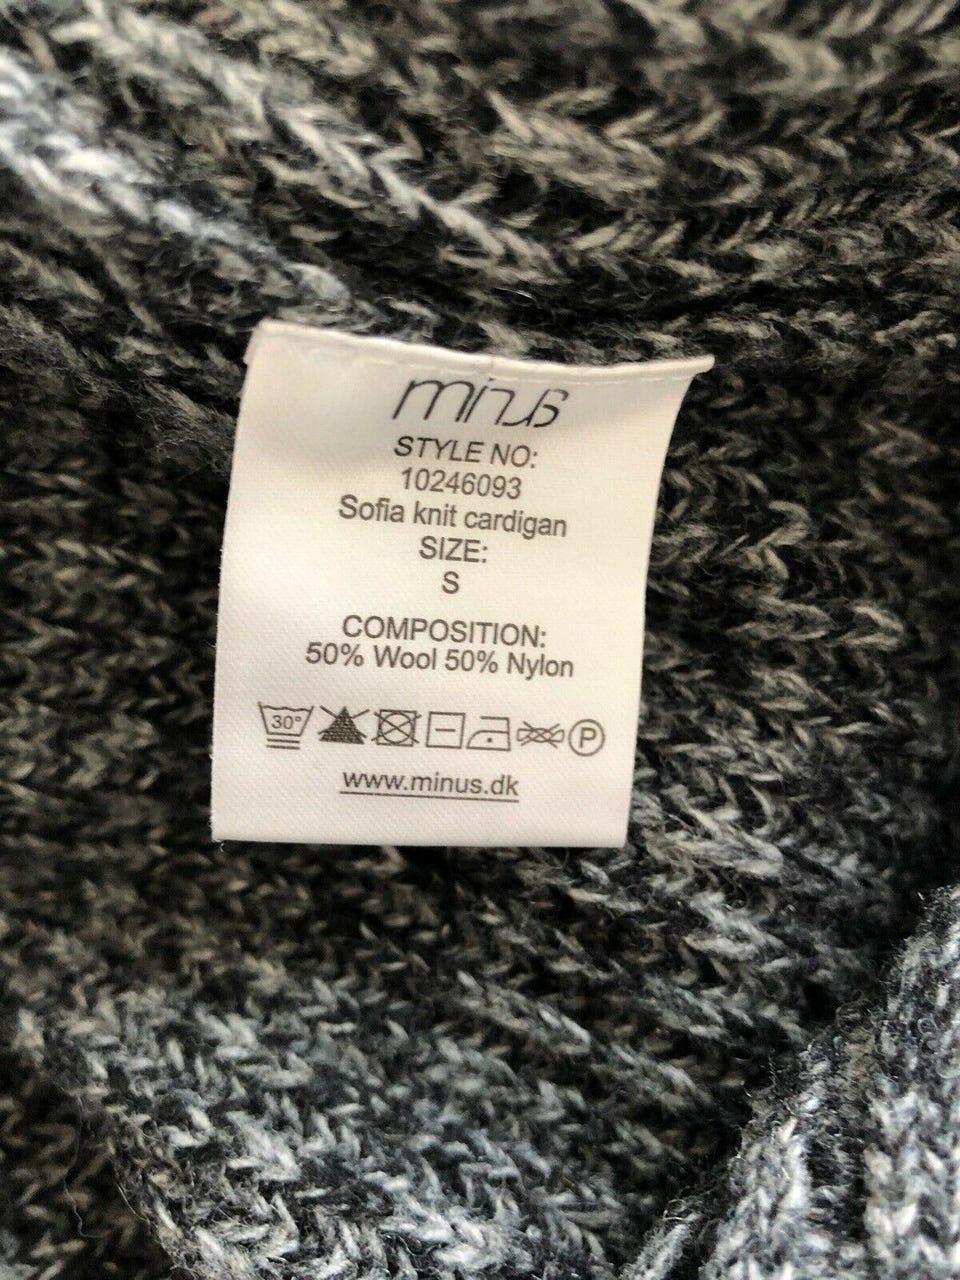 minus
STYLE NO:
10246093
Sofia knit cardigan
SIZE:
S
COMPOSITION:
50% Wool 50% Nylon
30° P
www.minus.dk